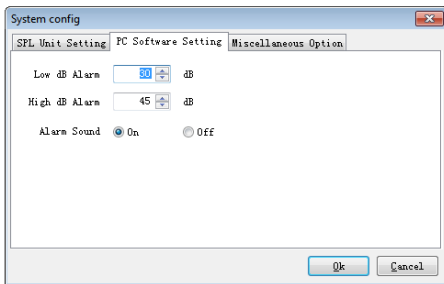 System config
SPL Unit Setting PC Software Setting Miscellaneous Option
Low dB Alarm 30 dB
High dB Alarm 45 dB
Alarm Sound On Off
Ok Cancel